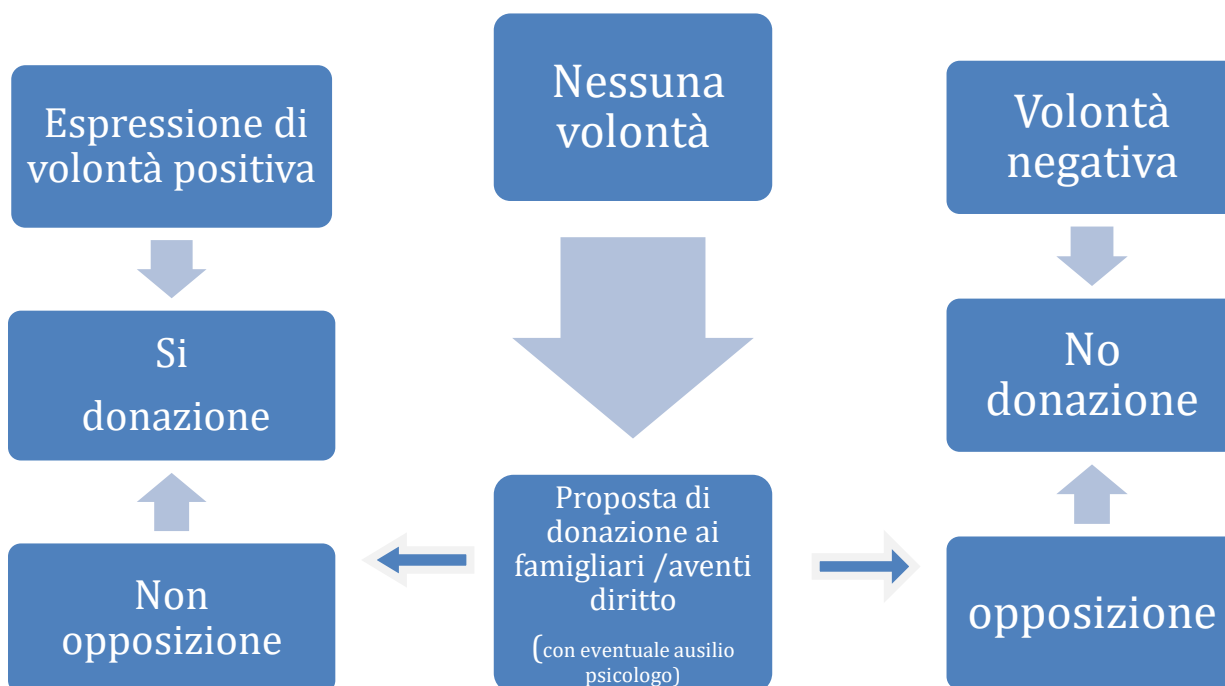 Espressione di
volontà positiva
Nessuna
volontà
Volontà
negativa
Si
donazione
No
donazione
Non
opposizione
Proposta di
donazione ai
famigliari /aventi
diritto
(con eventuale ausilio
psicologo)
opposizione